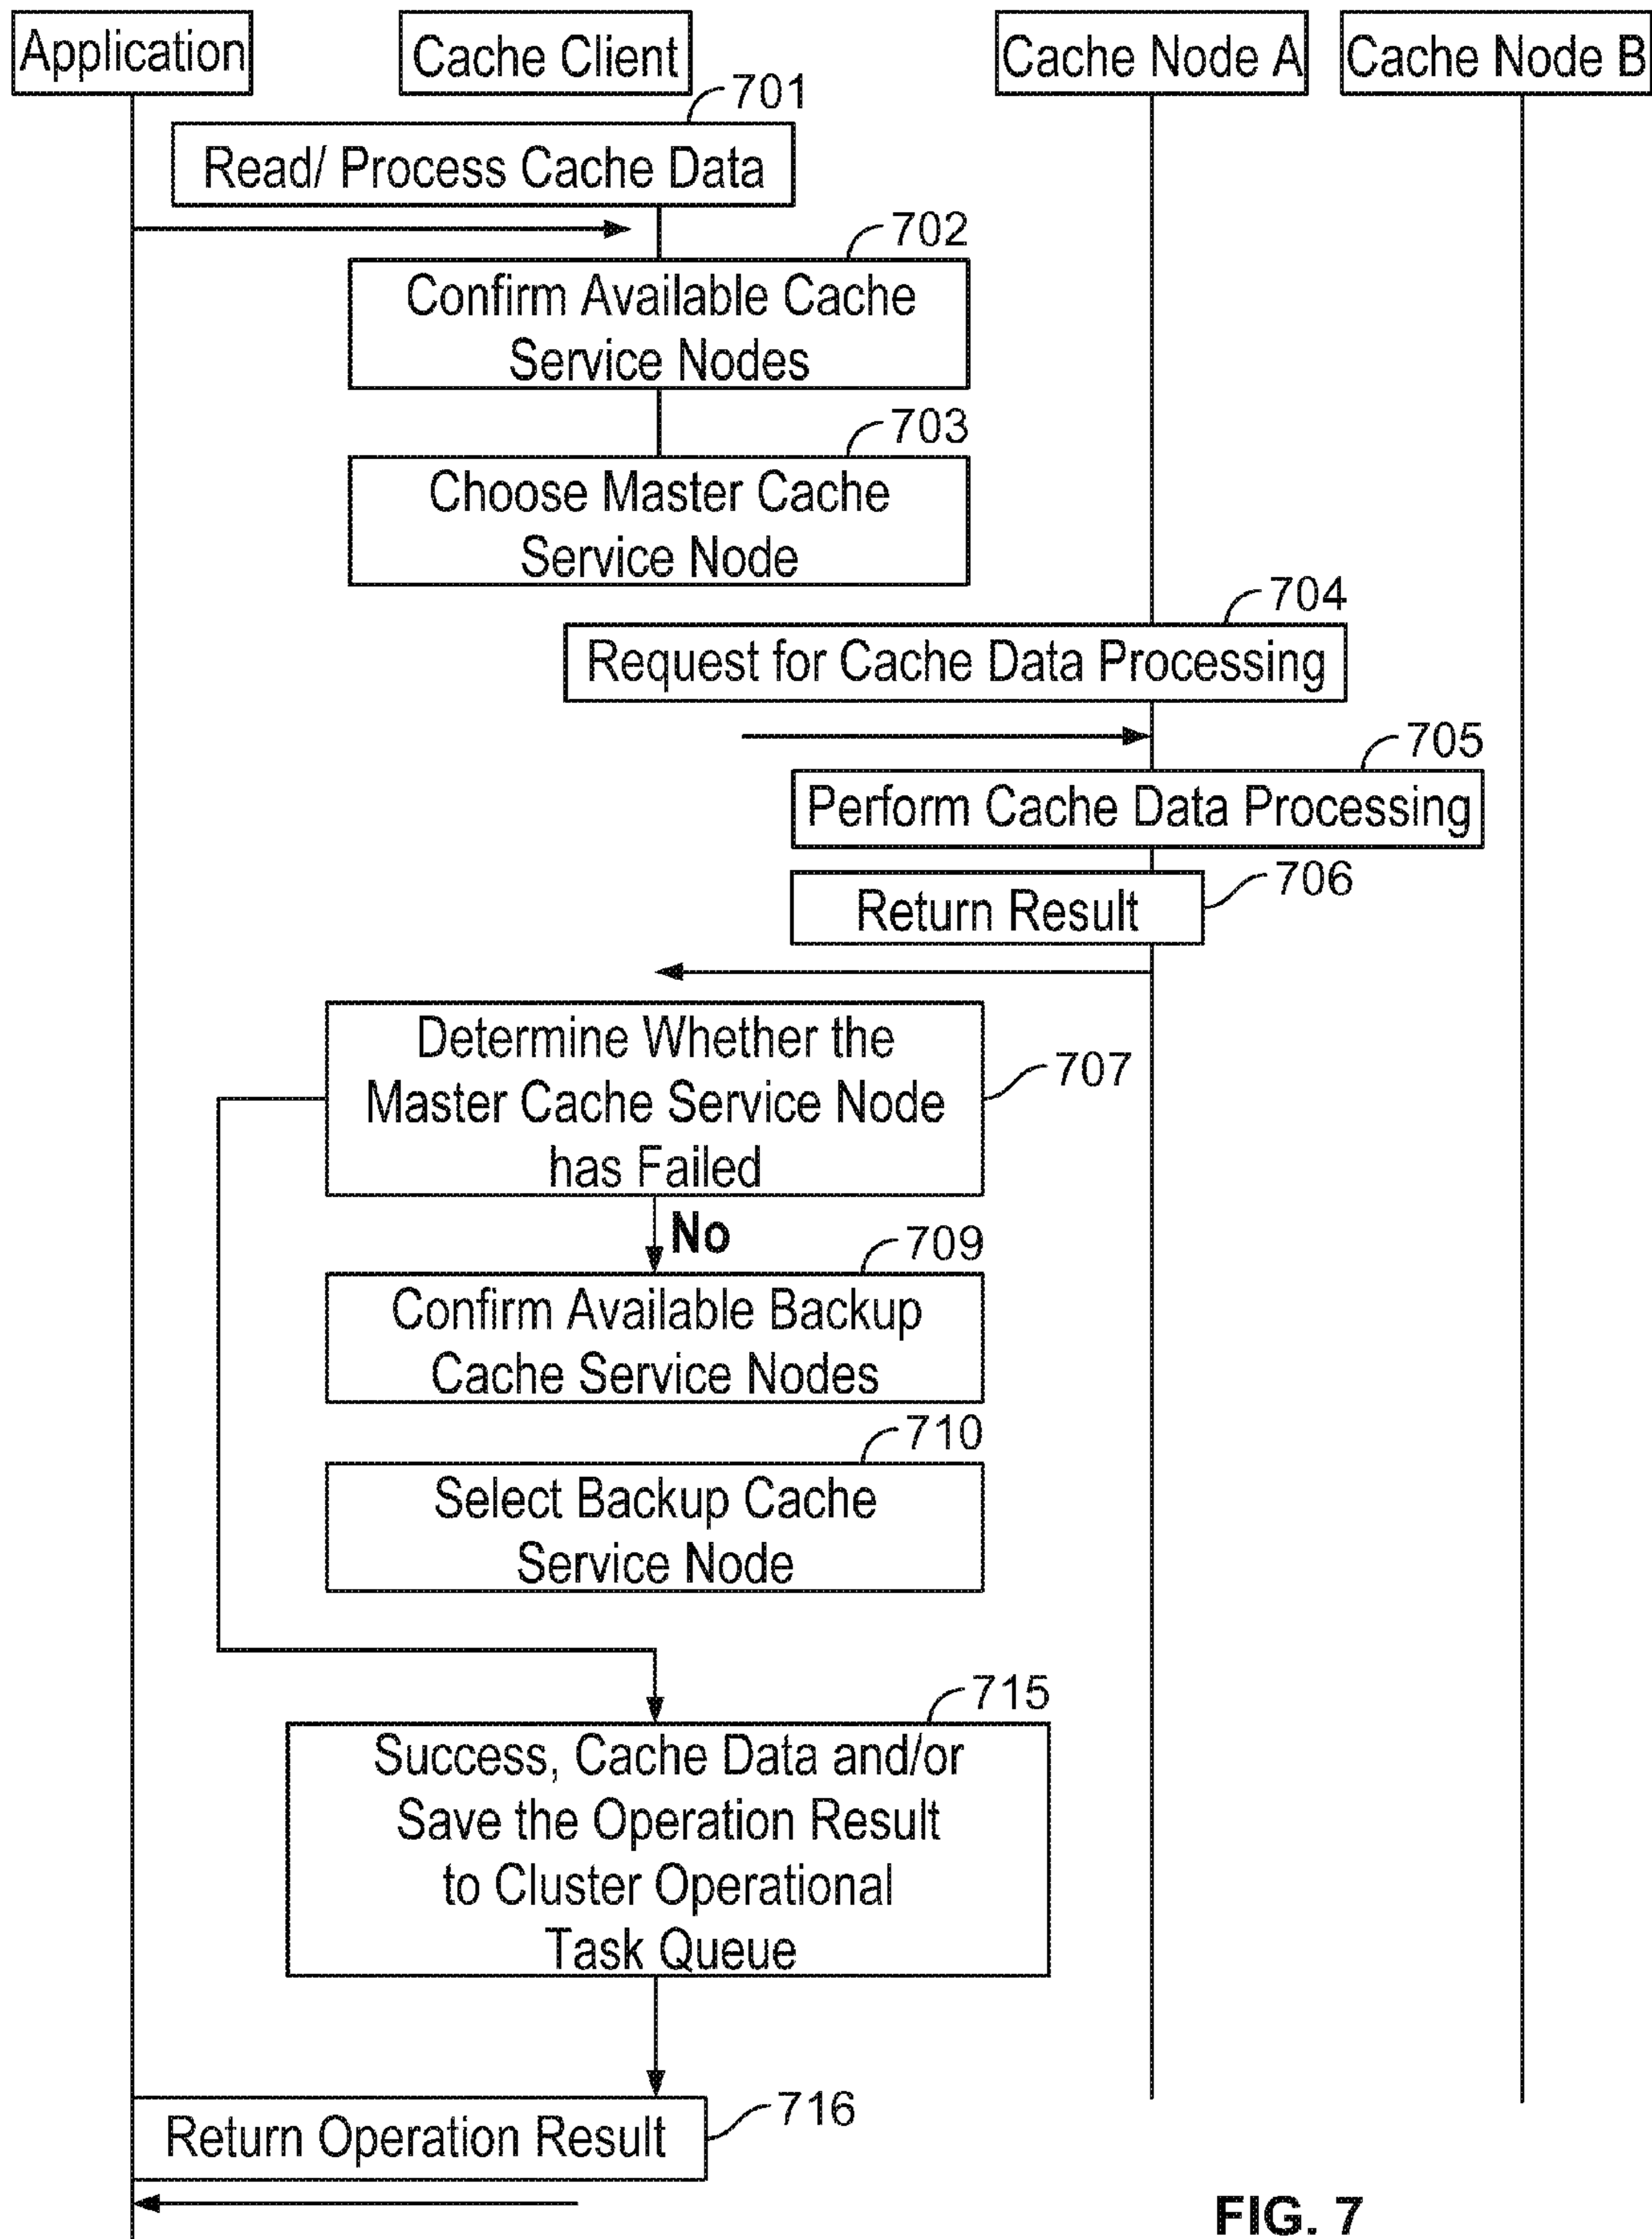 Application
Cache Client
Cache Node A
Cache Node B
701
Read/ Process Cache Data
702
Confirm Available Cache
Service Nodes
703
Choose Master Cache
Service Node
704
Request for Cache Data Processing
705
Perform Cache Data Processing
706
Return Result
Determine Whether the
Master Cache Service Node
has Failed
707
No
709
Confirm Available Backup
Cache Service Nodes
710
Select Backup Cache
Service Node
715
Success, Cache Data and/or
Save the Operation Result
to Cluster Operational
Task Queue
716
Return Operation Result
FIG. 7